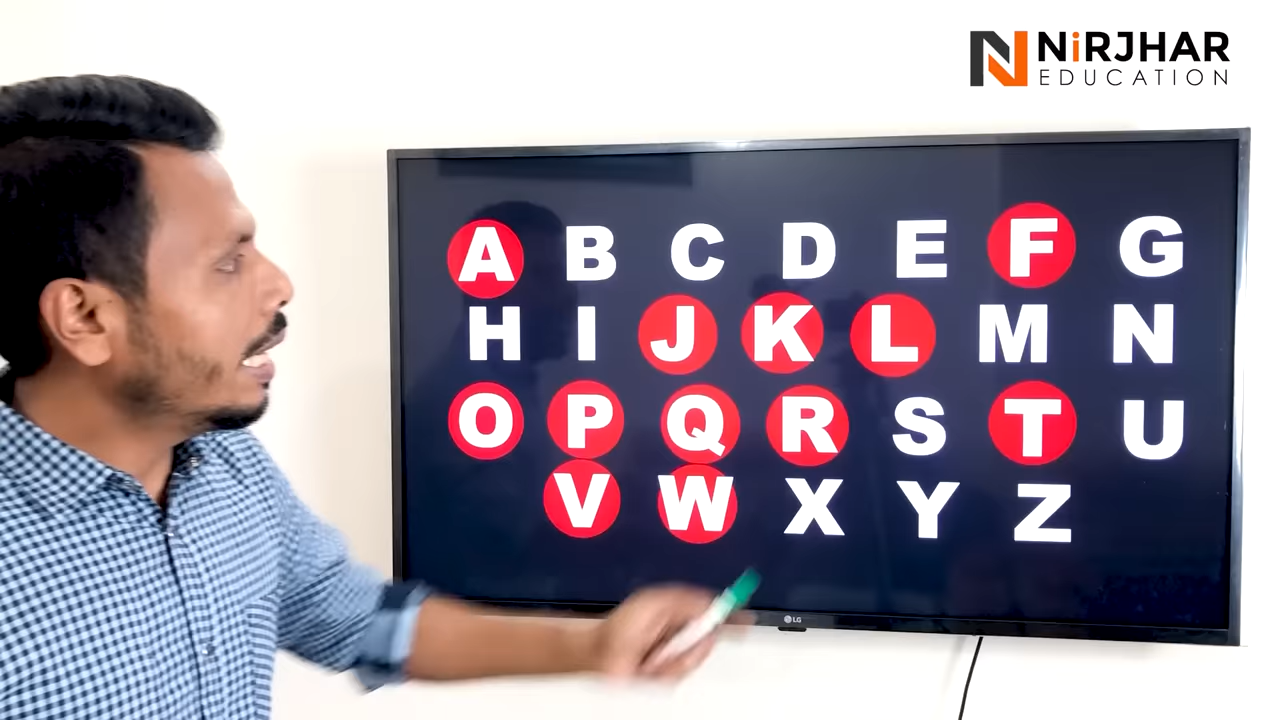 NiRJHAR
EDUCATION
A B C D E F G
H I J K L M N
O P Q R S T U
V W X Y Z
LG